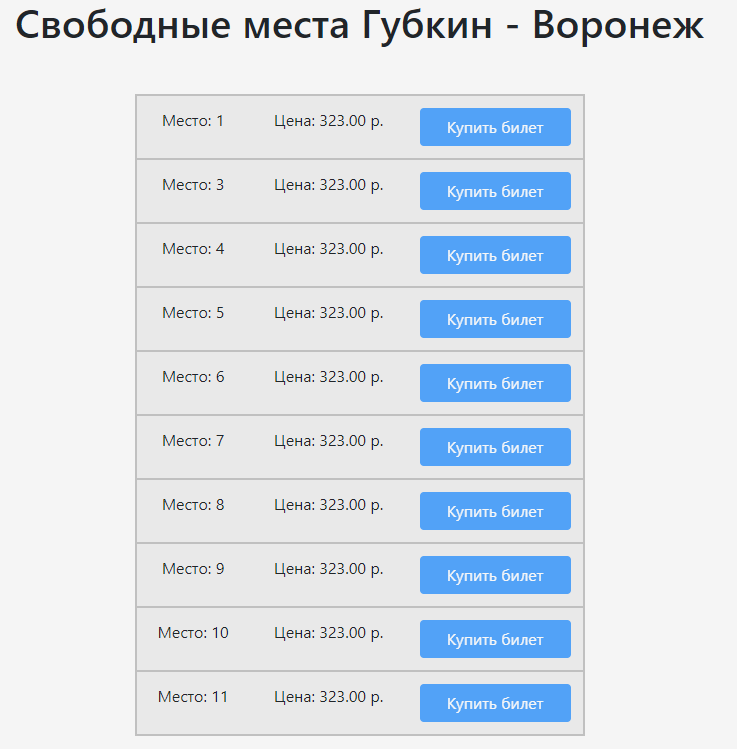 Свободные места Губкин - Воронеж
Место: 1 Цена: 323.00 р. Купить билет
Место: 3 Цена: 323.00 р. Купить билет
Место: 4 Цена: 323.00 р. Купить билет
Место: 5 Цена: 323.00 р. Купить билет
Место: 6 Цена: 323.00 р. Купить билет
Место: 7 Цена: 323.00 р. Купить билет
Место: 8 Цена: 323.00 р. Купить билет
Место: 9 Цена: 323.00 р. Купить билет
Место: 10 Цена: 323.00 р. Купить билет
Место: 11 Цена: 323.00 р. Купить билет